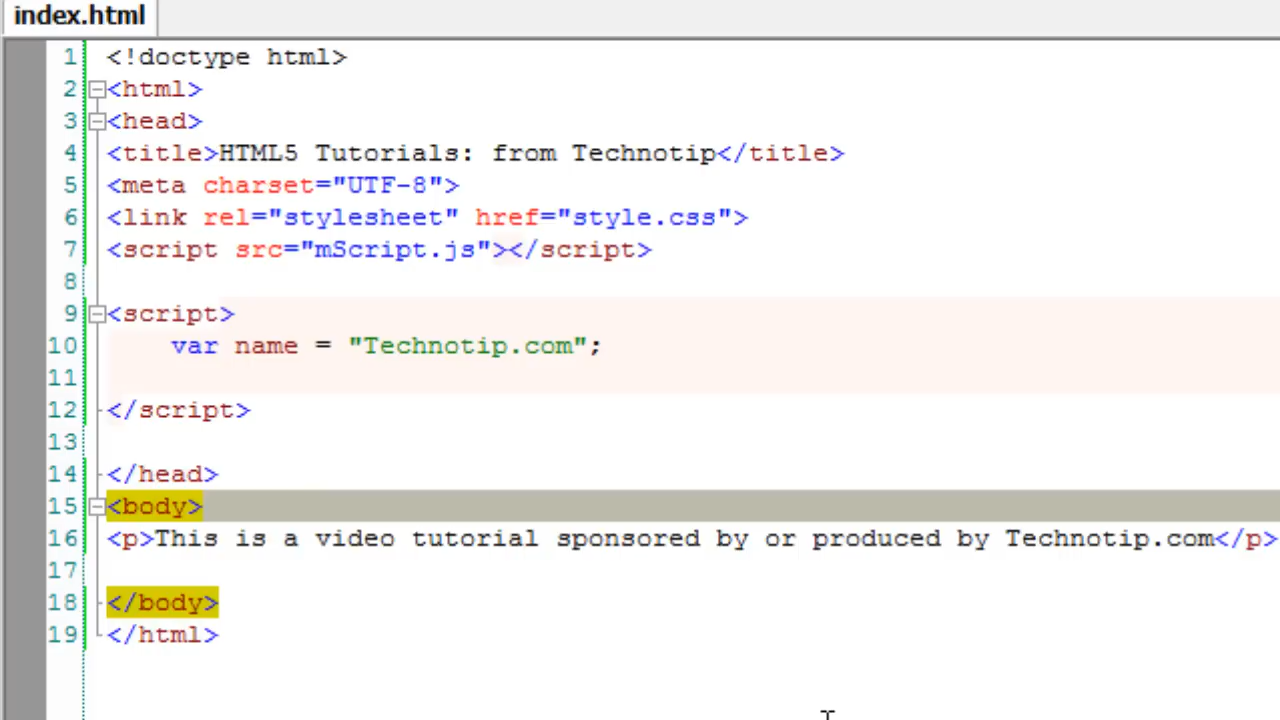 index.html
1 <!doctype html>
2 <html>
3 <head>
4 <title>HTML5 Tutorials: from Technotip</title>
5 <meta charset="UTF-8">
6 <link rel="stylesheet" href="style.css">
7 <script src="mScript.js"></script>
8
9 <script>
10 var name = "Technotip.com";
11
12 </script>
13
14 </head>
15 <body>
16 <p>This is a video tutorial sponsored by or produced by Technotip.com</p>
17
18 </body>
19 </html>